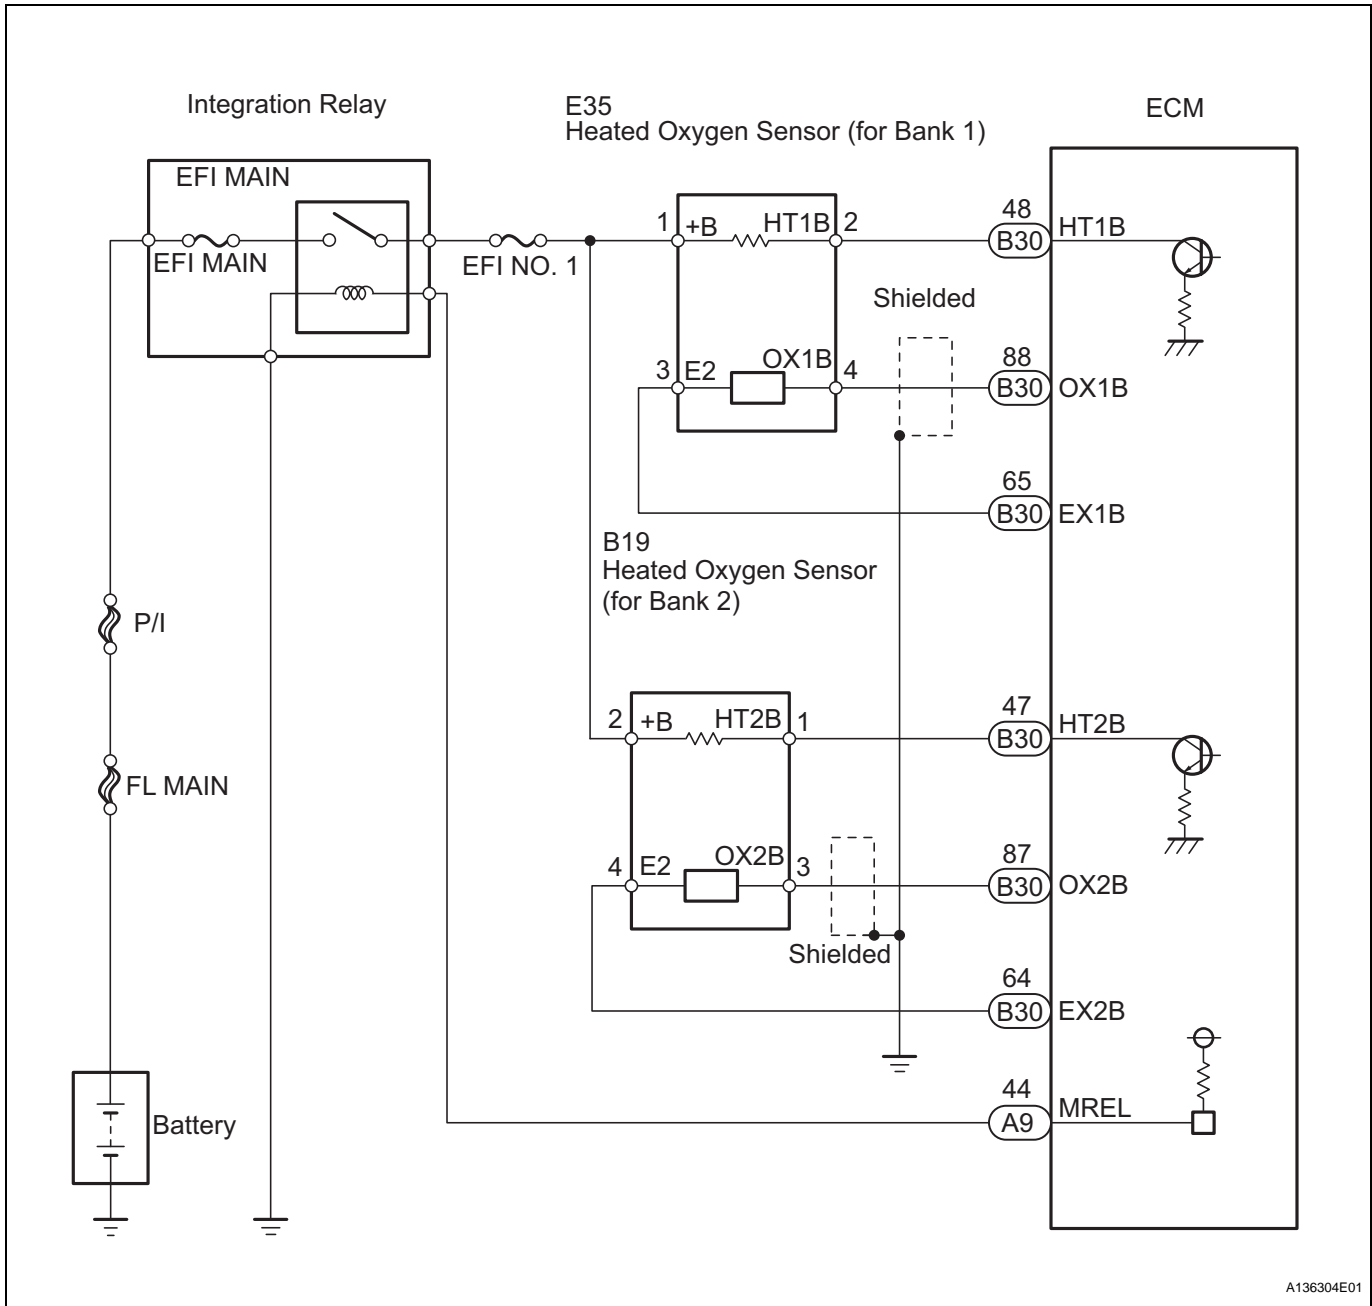 Integration Relay
E35
Heated Oxygen Sensor (for Bank 1)
ECM
EFI MAIN
EFI MAIN
EFI NO. 1
1
+B
HT1B
2
48
B30
HT1B
Shielded
3
E2
OX1B
4
88
B30
OX1B
65
B30
EX1B
B19
Heated Oxygen Sensor
(for Bank 2)
P/I
FL MAIN
2
+B
HT2B
1
47
B30
HT2B
4
E2
OX2B
3
87
B30
OX2B
Shielded
64
B30
EX2B
44
A9
MREL
Battery
A136304E01